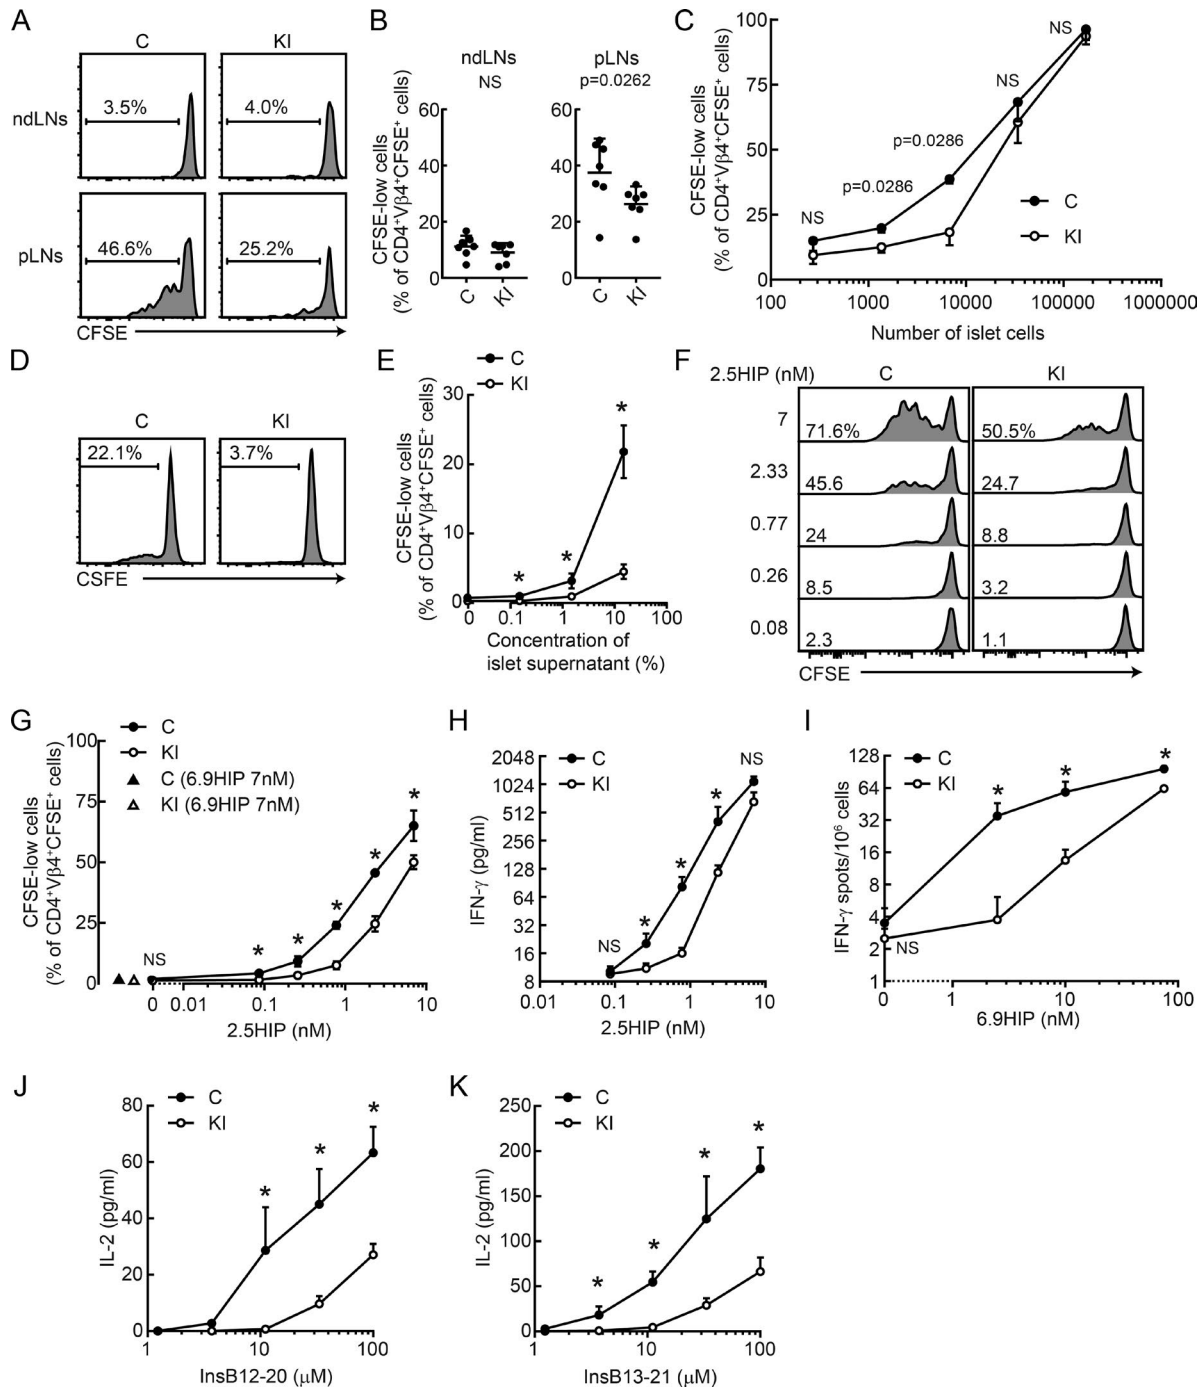 A
C
KI
ndLNs
3.5%
4.0%
pLNs
46.6%
25.2%
CFSE
B
CFSE-low cells
(% of CD4⁺Vβ4⁺CFSE⁺ cells)
ndLNs
NS
pLNs
p=0.0262
60
40
20
0
C
KI
60
40
20
0
C
KI
C
CFSE-low cells
(% of CD4⁺Vβ4⁺CFSE⁺ cells)
100
75
50
25
0
NS
p=0.0286
p=0.0286
NS
NS
C
KI
100
1000
10000
100000
1000000
Number of islet cells
D
C
KI
22.1%
3.7%
CSFE
E
C
KI
CFSE-low cells
(% of CD4⁺Vβ4⁺CFSE⁺ cells)
30
20
10
0
*
*
*
0
0.1
1
10
100
Concentration of
islet supernatant (%)
F
2.5HIP (nM)
C
KI
7
71.6%
50.5%
2.33
45.6
24.7
0.77
24
8.8
0.26
8.5
3.2
0.08
2.3
1.1
CFSE
G
C
KI
C (6.9HIP 7nM)
KI (6.9HIP 7nM)
CFSE-low cells
(% of CD4⁺Vβ4⁺CFSE⁺ cells)
100
75
50
25
0
NS
*
*
*
*
*
0
0.1
1
10
2.5HIP (nM)
H
C
KI
IFN-γ (pg/ml)
2048
1024
512
256
128
64
32
16
8
NS
*
*
*
NS
0.01
0.1
1
10
2.5HIP (nM)
I
C
KI
IFN-γ spots/10⁶ cells
128
64
32
16
8
4
2
1
NS
*
*
*
0
1
10
100
6.9HIP (nM)
J
C
KI
IL-2 (pg/ml)
80
60
40
20
0
*
*
*
1
10
100
InsB12-20 (μM)
K
C
KI
IL-2 (pg/ml)
250
200
150
100
50
0
*
*
*
*
1
10
100
InsB13-21 (μM)